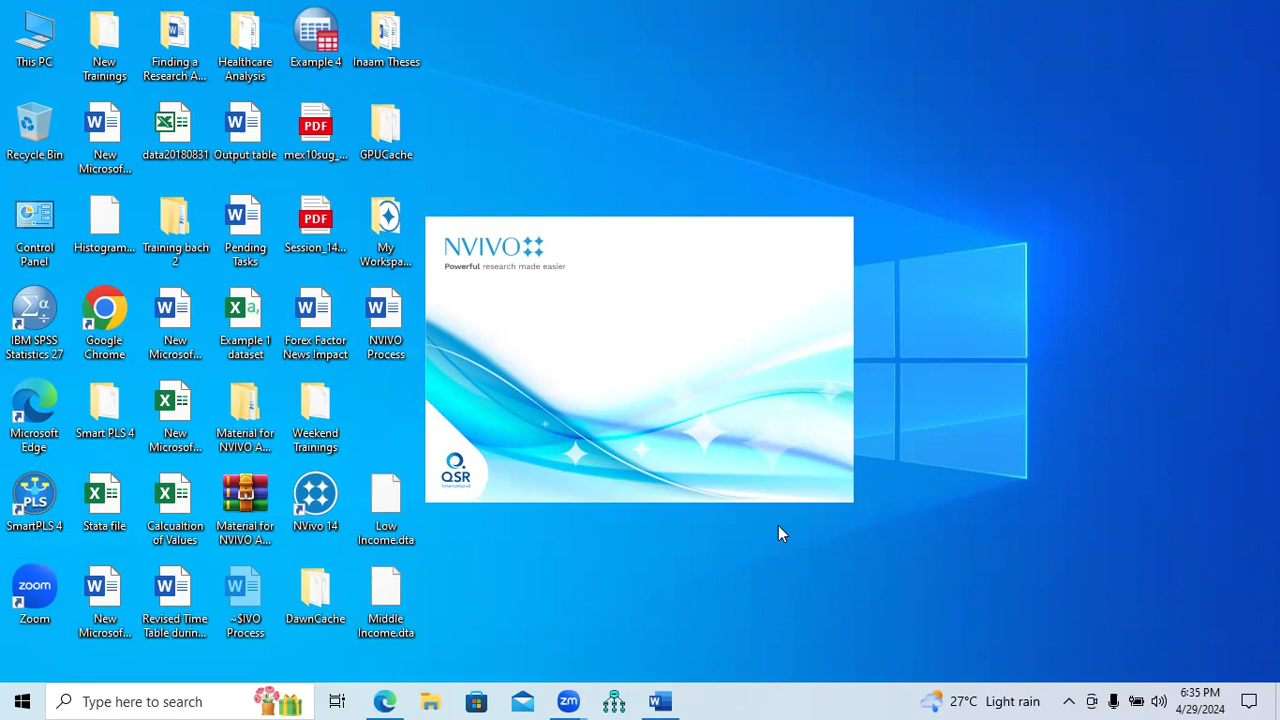 This PC
New
Trainings
Finding a
Research A...
Healthcare
Analysis
Example 4
Inaam Theses
Recycle Bin
New
Microsof...
data20180831
Output table
PDF
mex10sug_...
GPUCache
Control
Panel
Histogram...
Training bach
2
Pending
Tasks
PDF
Session_14...
My
Workspa...
Σα
IBM SPSS
Statistics 27
Google
Chrome
New
Microsof...
Example 1
dataset
Forex Factor
News Impact
NVIVO
Process
Microsoft
Edge
Smart PLS 4
New
Microsof...
Material for
NVIVO A...
Weekend
Trainings
PLS
SmartPLS 4
Stata file
Calcualtion
of Values
Material for
NVIVO A...
NVivo 14
Low
Income.dta
zoom
Zoom
New
Microsof...
Revised Time
Table durin...
~$IVO
Process
DawnCache
Middle
Income.dta
NVIVO
Powerful research made easier
QSR
International
Type here to search
zm
27°C Light rain
6:35 PM
4/29/2024